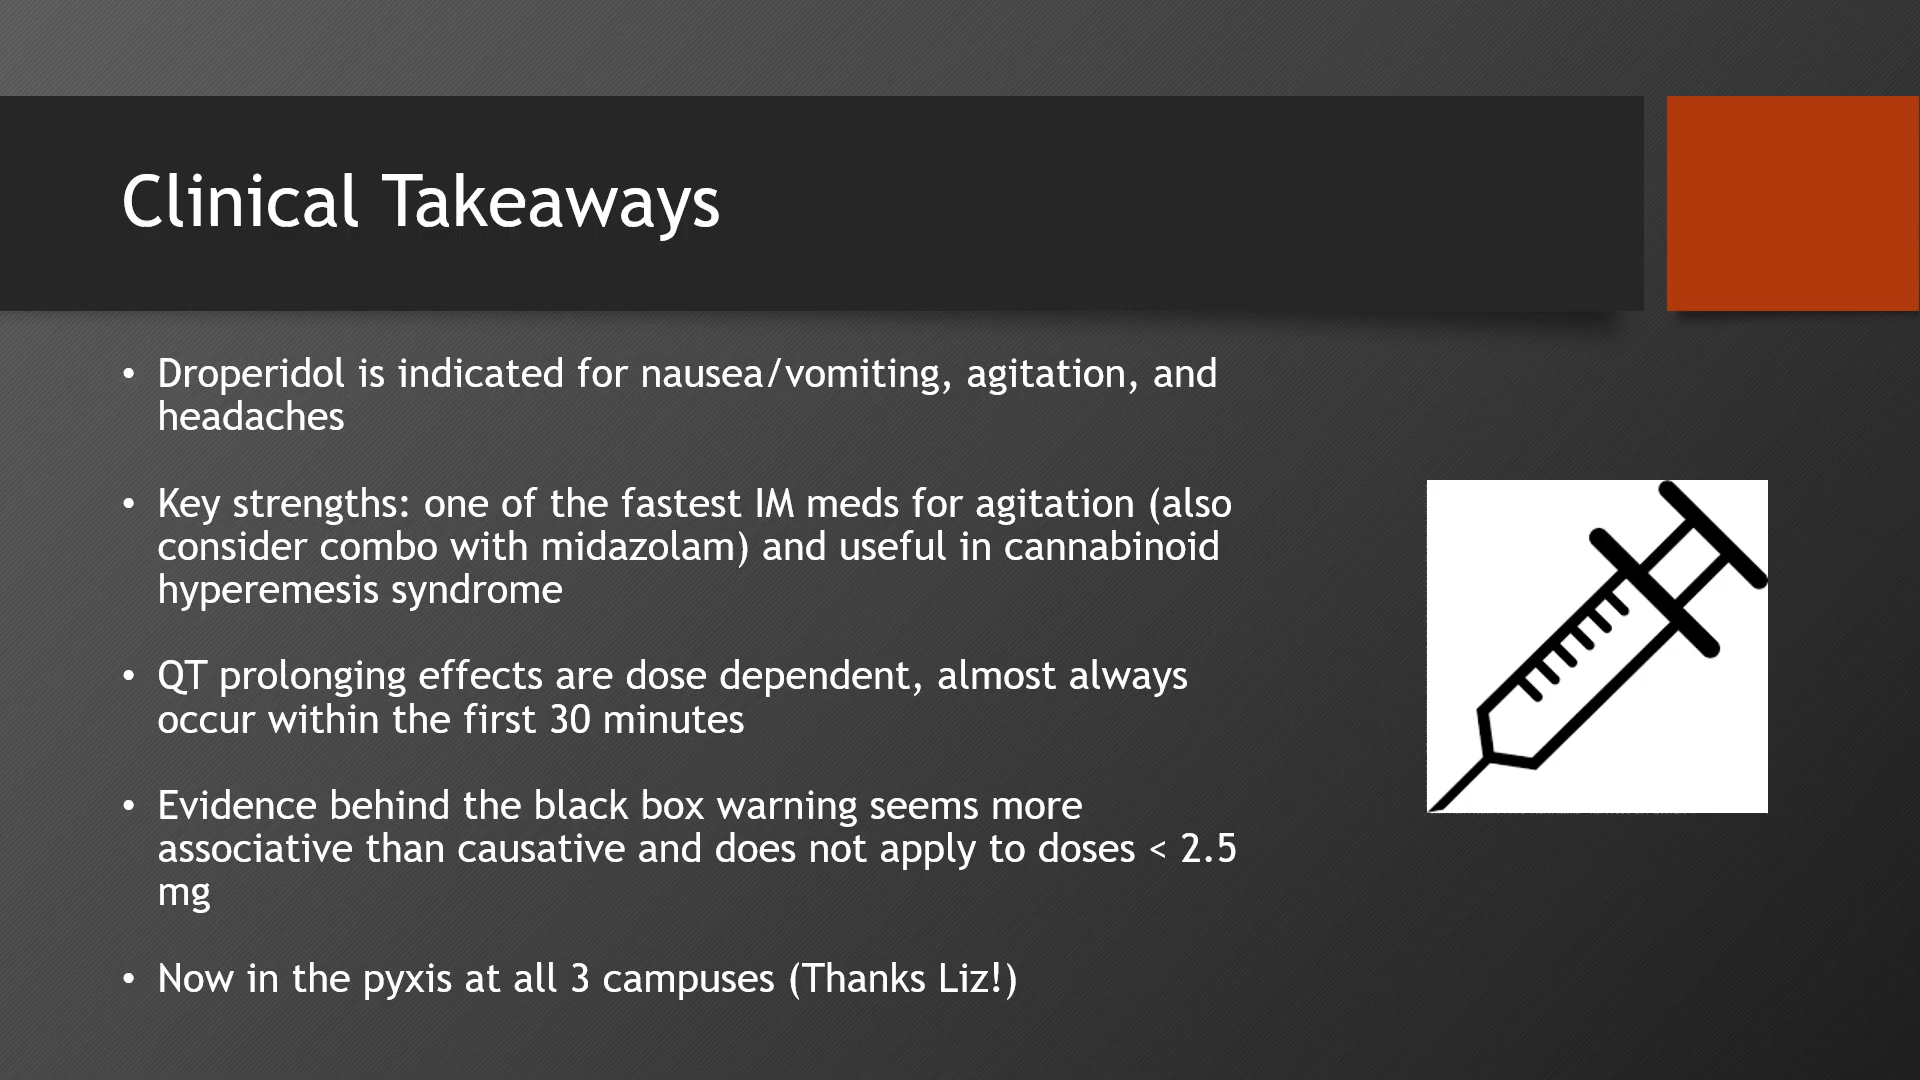 Clinical Takeaways
• Droperidol is indicated for nausea/vomiting, agitation, and
headaches
• Key strengths: one of the fastest IM meds for agitation (also
consider combo with midazolam) and useful in cannabinoid
hyperemesis syndrome
• QT prolonging effects are dose dependent, almost always
occur within the first 30 minutes
• Evidence behind the black box warning seems more
associative than causative and does not apply to doses < 2.5
mg
• Now in the pyxis at all 3 campuses (Thanks Liz!)